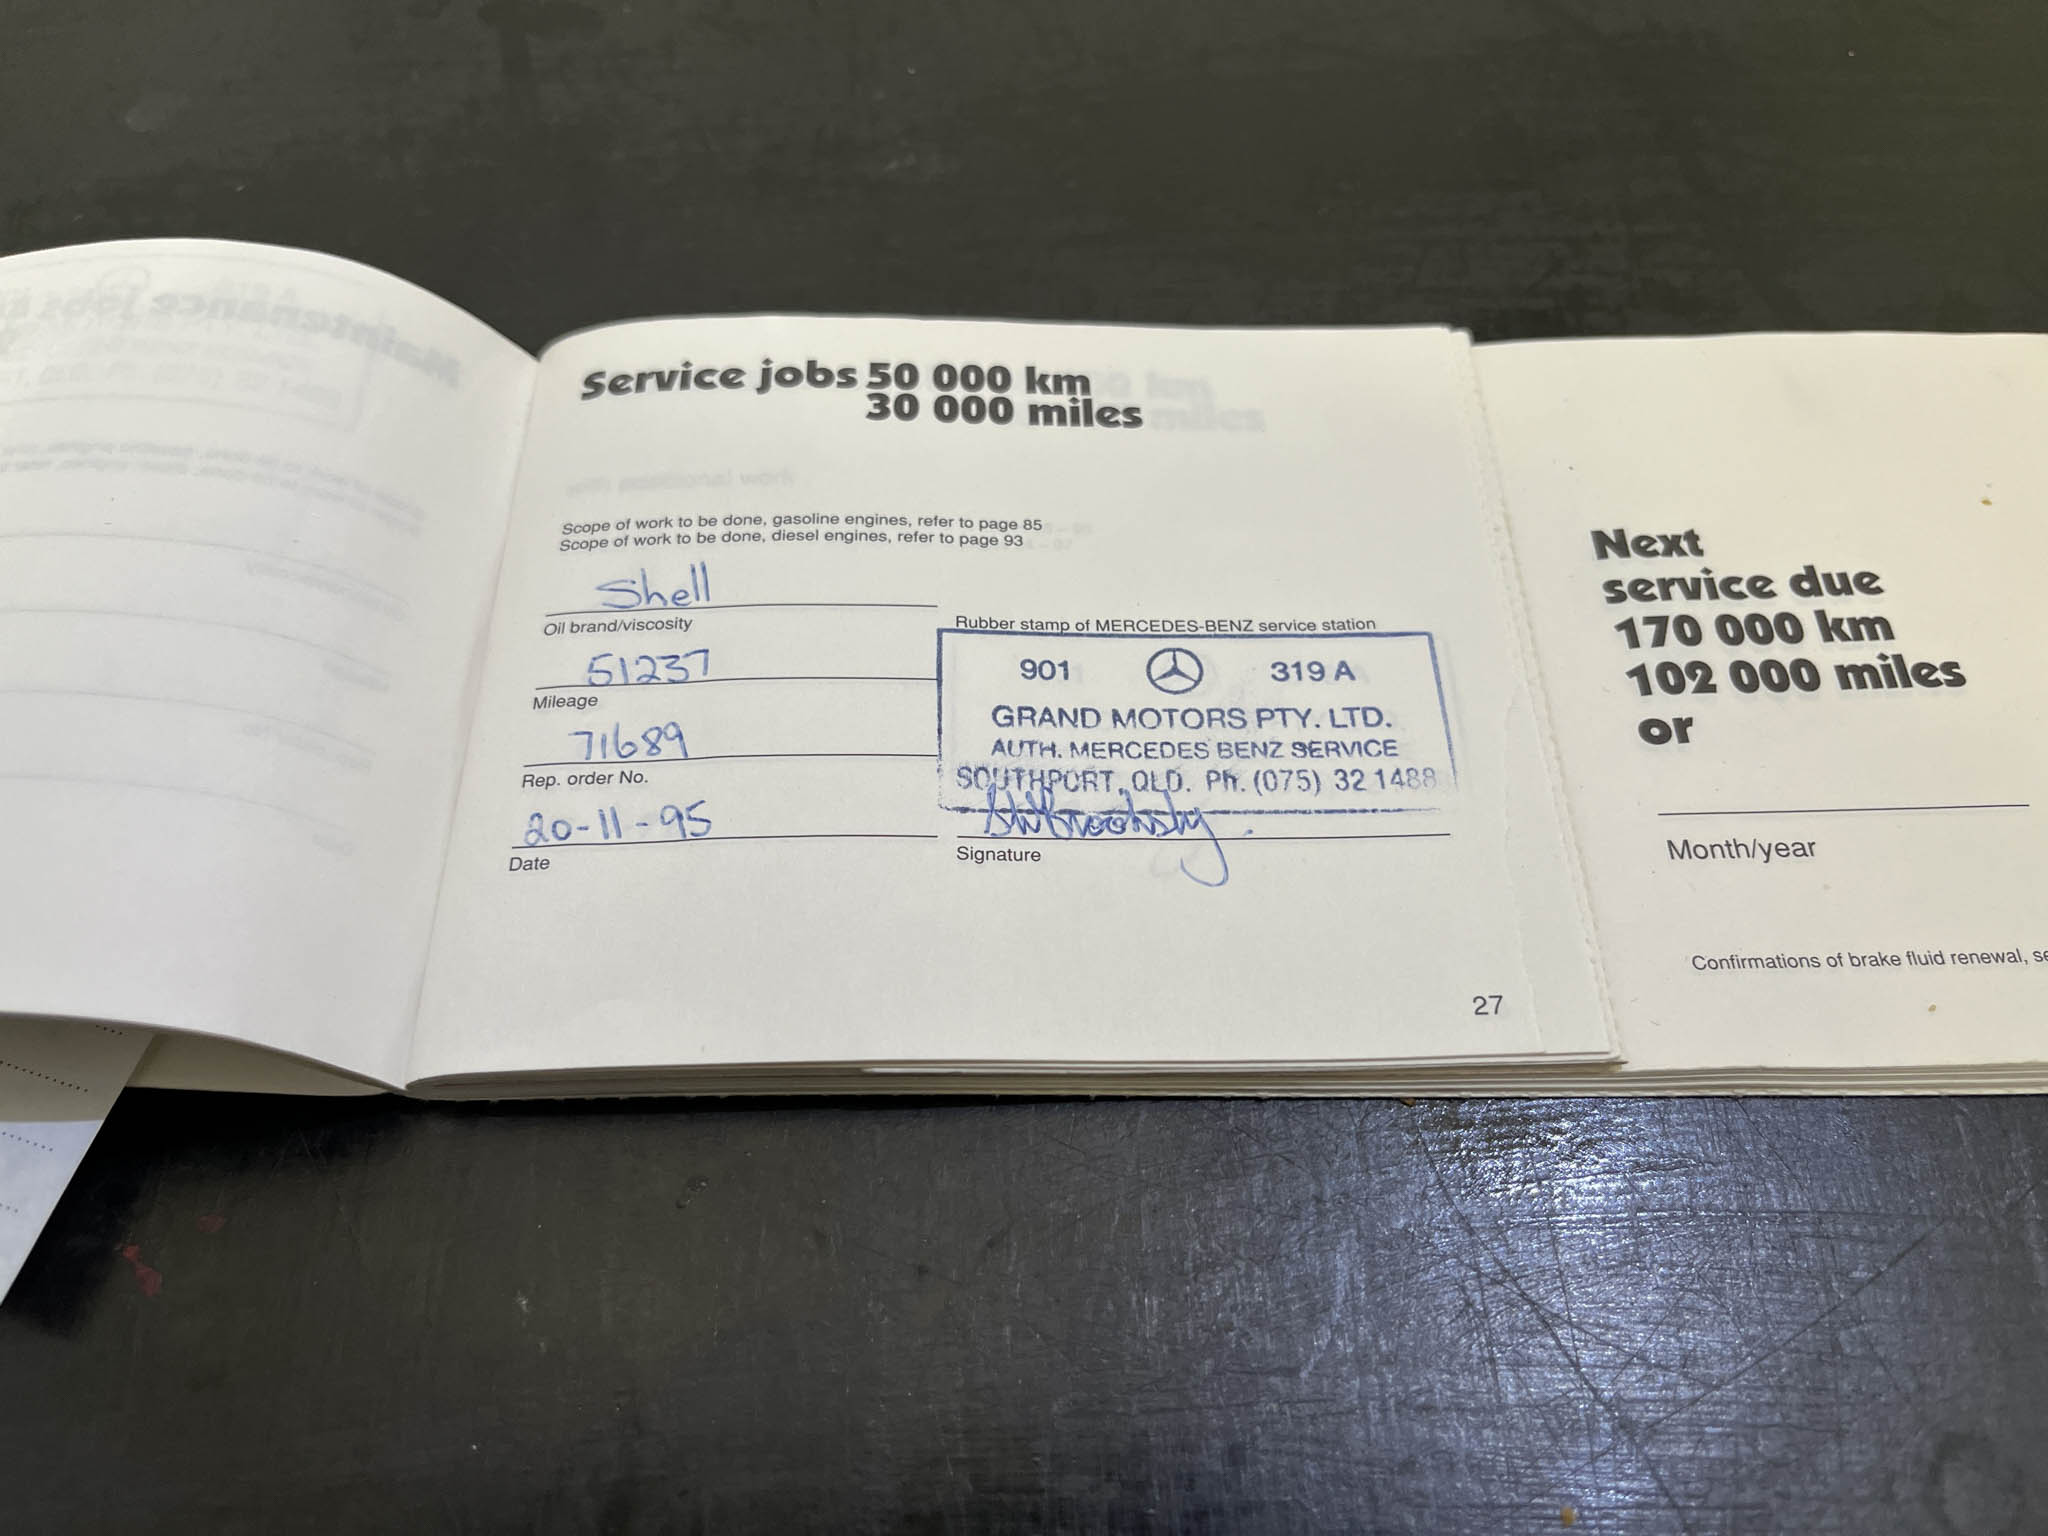 Service jobs 50 000 km
30 000 miles
Scope of work to be done, gasoline engines, refer to page 85
Scope of work to be done, diesel engines, refer to page 93
Shell
Oil brand/viscosity
51237
Mileage
71689
Rep. order No.
20-11-95
Date
Rubber stamp of MERCEDES-BENZ service station
901 319 A
GRAND MOTORS PTY. LTD.
AUTH. MERCEDES BENZ SERVICE
SOUTHPORT, QLD. Ph. (075) 32 1488
Signature
27
Next
service due
170 000 km
102 000 miles
or
Month/year
Confirmations of brake fluid renewal, se